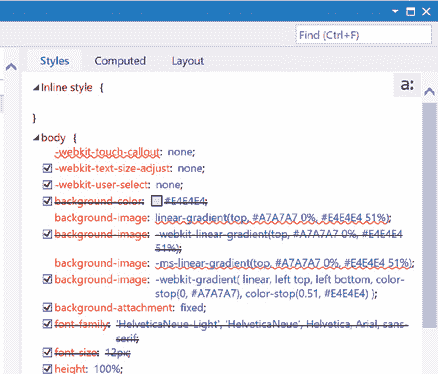 Find (Ctrl+F)
Styles Computed Layout
Inline style {
a:
}
body {
-webkit-touch-callout: none;
-webkit-text-size-adjust: none;
-webkit-user-select: none;
background-color: #E4E4E4;
background-image: linear-gradient(top, #A7A7A7 0%, #E4E4E4 51%);
background-image: -webkit-linear-gradient(top, #A7A7A7 0%, #E4E4E4
51%);
background-image: -ms-linear-gradient(top, #A7A7A7 0%, #E4E4E4 51%);
background-image: -webkit-gradient( linear, left top, left bottom, color-
stop(0, #A7A7A7), color-stop(0.51, #E4E4E4) );
background-attachment: fixed;
font-family: 'HelveticaNeue-Light', 'HelveticaNeue', Helvetica, Arial, sans-
serif;
font-size: 12px;
height: 100%;